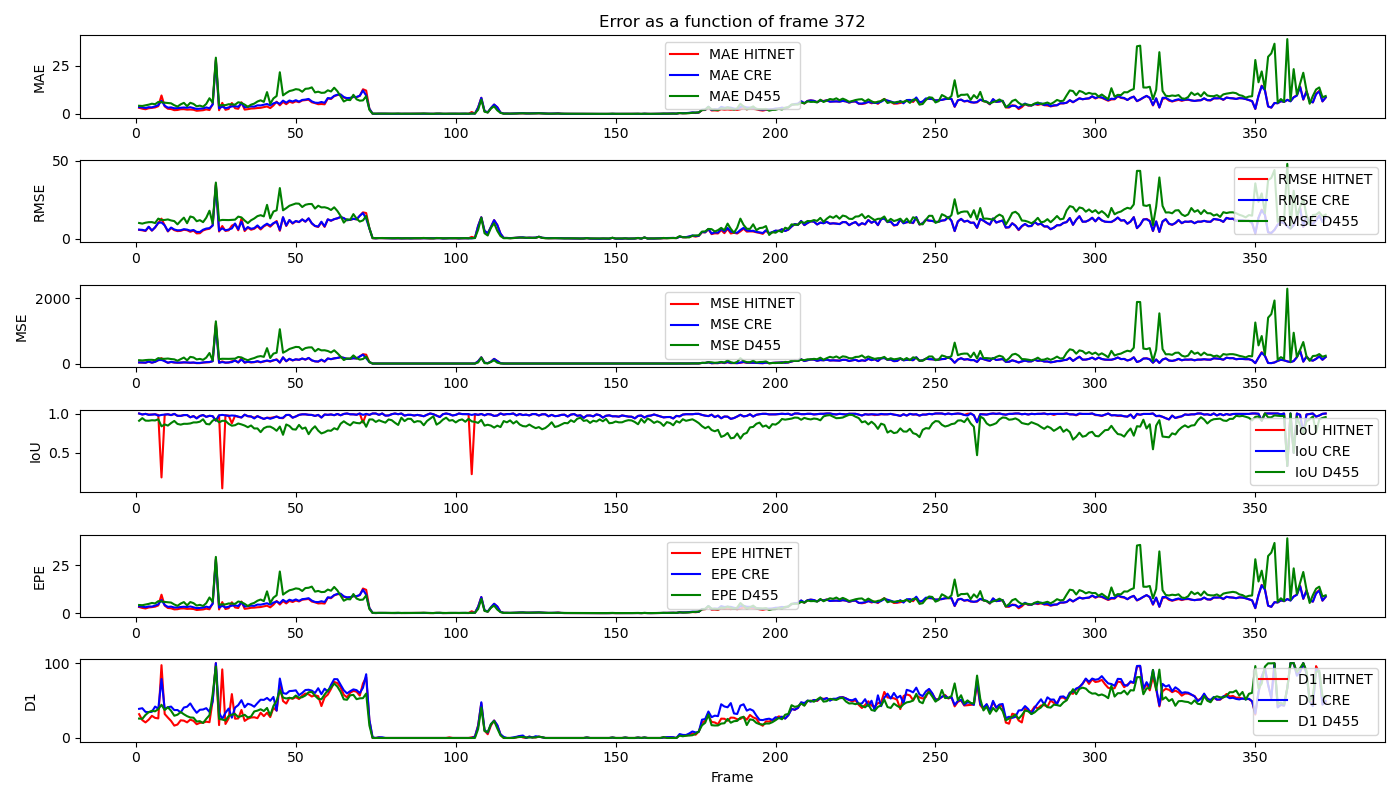 Error as a function of frame 372
MAE
25
0
MAE HITNET
MAE CRE
MAE D455
0 50 100 150 200 250 300 350
RMSE
50
0
RMSE HITNET
RMSE CRE
RMSE D455
0 50 100 150 200 250 300 350
MSE
2000
0
MSE HITNET
MSE CRE
MSE D455
0 50 100 150 200 250 300 350
IoU
1.0
0.5
IoU HITNET
IoU CRE
IoU D455
0 50 100 150 200 250 300 350
EPE
25
0
EPE HITNET
EPE CRE
EPE D455
0 50 100 150 200 250 300 350
D1
100
0
D1 HITNET
D1 CRE
D1 D455
0 50 100 150 200 250 300 350
Frame